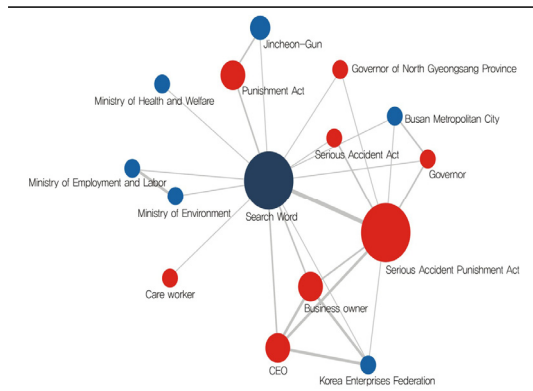 Jincheon-Gun
Governor of North Gyeongsang Province
Punishment Act
Ministry of Health and Welfare
Busan Metropolitan City
Serious Accident Act
Governor
Ministry of Employment and Labor
Ministry of Environment
Search Word
Serious Accident Punishment Act
Care worker
Business owner
CEO
Korea Enterprises Federation